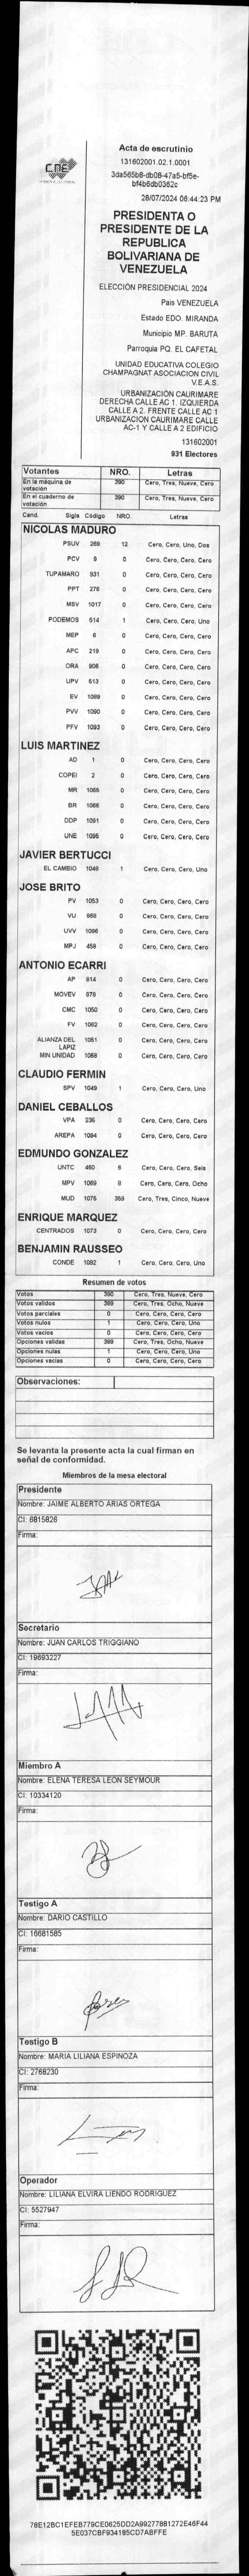 CNE
Acta de escrutinio
131602001.02.1.0001
3da565b8-db08-47a5-bf5e-
bf4b6db0362c
28/07/2024 06:44:23 PM
PRESIDENTA O
PRESIDENTE DE LA
REPUBLICA
BOLIVARIANA DE
VENEZUELA
ELECCIÓN PRESIDENCIAL 2024
Pais VENEZUELA
Estado EDO. MIRANDA
Municipio MP. BARUTA
Parroquia PQ. EL CAFETAL
UNIDAD EDUCATIVA COLEGIO
CHAMPAGNAT ASOCIACION CIVIL
V.E.A.S.
URBANIZACIÓN CAURIMARE
DERECHA CALLE AC 1. IZQUIERDA
CALLE A 2. FRENTE CALLE AC 1
URBANIZACIÓN CAURIMARE CALLE
AC-1 Y CALLE A 2 EDIFICIO
131602001
931 Electores
Votantes NRO. Letras
En la máquina de votación 390 Cero, Tres, Nueve, Cero
En el cuaderno de votación 390 Cero, Tres, Nueve, Cero
Cand. Sigla Código NRO. Letras
NICOLAS MADURO
PSUV 269 12 Cero, Cero, Uno, Dos
PCV 9 0 Cero, Cero, Cero, Cero
TUPAMARO 931 0 Cero, Cero, Cero, Cero
PPT 276 0 Cero, Cero, Cero, Cero
MSV 1017 0 Cero, Cero, Cero, Cero
PODEMOS 514 1 Cero, Cero, Cero, Uno
MEP 6 0 Cero, Cero, Cero, Cero
APC 219 0 Cero, Cero, Cero, Cero
ORA 906 0 Cero, Cero, Cero, Cero
UPV 513 0 Cero, Cero, Cero, Cero
EV 1089 0 Cero, Cero, Cero, Cero
PVV 1090 0 Cero, Cero, Cero, Cero
PFV 1093 0 Cero, Cero, Cero, Cero
LUIS MARTINEZ
AD 1 0 Cero, Cero, Cero, Cero
COPEI 2 0 Cero, Cero, Cero, Cero
MR 1065 0 Cero, Cero, Cero, Cero
BR 1066 0 Cero, Cero, Cero, Cero
DDP 1091 0 Cero, Cero, Cero, Cero
UNE 1095 0 Cero, Cero, Cero, Cero
JAVIER BERTUCCI
EL CAMBIO 1048 1 Cero, Cero, Cero, Uno
JOSE BRITO
PV 1053 0 Cero, Cero, Cero, Cero
VU 868 0 Cero, Cero, Cero, Cero
UVV 1096 0 Cero, Cero, Cero, Cero
MPJ 458 0 Cero, Cero, Cero, Cero
ANTONIO ECARRI
AP 814 0 Cero, Cero, Cero, Cero
MOVEV 878 0 Cero, Cero, Cero, Cero
CMC 1050 0 Cero, Cero, Cero, Cero
FV 1062 0 Cero, Cero, Cero, Cero
ALIANZA DEL LAPIZ 1061 0 Cero, Cero, Cero, Cero
MIN UNIDAD 1088 0 Cero, Cero, Cero, Cero
CLAUDIO FERMIN
SPV 1049 1 Cero, Cero, Cero, Uno
DANIEL CEBALLOS
VPA 236 0 Cero, Cero, Cero, Cero
AREPA 1094 0 Cero, Cero, Cero, Cero
EDMUNDO GONZALEZ
UNTC 460 6 Cero, Cero, Cero, Seis
MPV 1069 8 Cero, Cero, Cero, Ocho
MUD 1076 359 Cero, Tres, Cinco, Nueve
ENRIQUE MARQUEZ
CENTRADOS 1073 0 Cero, Cero, Cero, Cero
BENJAMIN RAUSSEO
CONDE 1092 1 Cero, Cero, Cero, Uno
Resumen de votos
Votos 390 Cero, Tres, Nueve, Cero
Votos validos 389 Cero, Tres, Ocho, Nueve
Votos parciales 0 Cero, Cero, Cero, Cero
Votos nulos 1 Cero, Cero, Cero, Uno
Votos vacios 0 Cero, Cero, Cero, Cero
Opciones validas 389 Cero, Tres, Ocho, Nueve
Opciones nulas 1 Cero, Cero, Cero, Uno
Opciones vacias 0 Cero, Cero, Cero, Cero
Observaciones:
Se levanta la presente acta la cual firman en
señal de conformidad.
Miembros de la mesa electoral
Presidente
Nombre: JAIME ALBERTO ARIAS ORTEGA
CI: 6815826
Firma:
Secretario
Nombre: JUAN CARLOS TRIGGIANO
CI: 19693227
Firma:
Miembro A
Nombre: ELENA TERESA LEON SEYMOUR
CI: 10334120
Firma:
Testigo A
Nombre: DARIO CASTILLO
CI: 16681585
Firma:
Testigo B
Nombre: MARIA LILIANA ESPINOZA
CI: 2768230
Firma:
Operador
Nombre: LILIANA ELVIRA LIENDO RODRIGUEZ
CI: 5527947
Firma:
78E12BC1EFEB779CE0625DD2A99277881272E46F44
5E037CBF934185CD7ABFFE